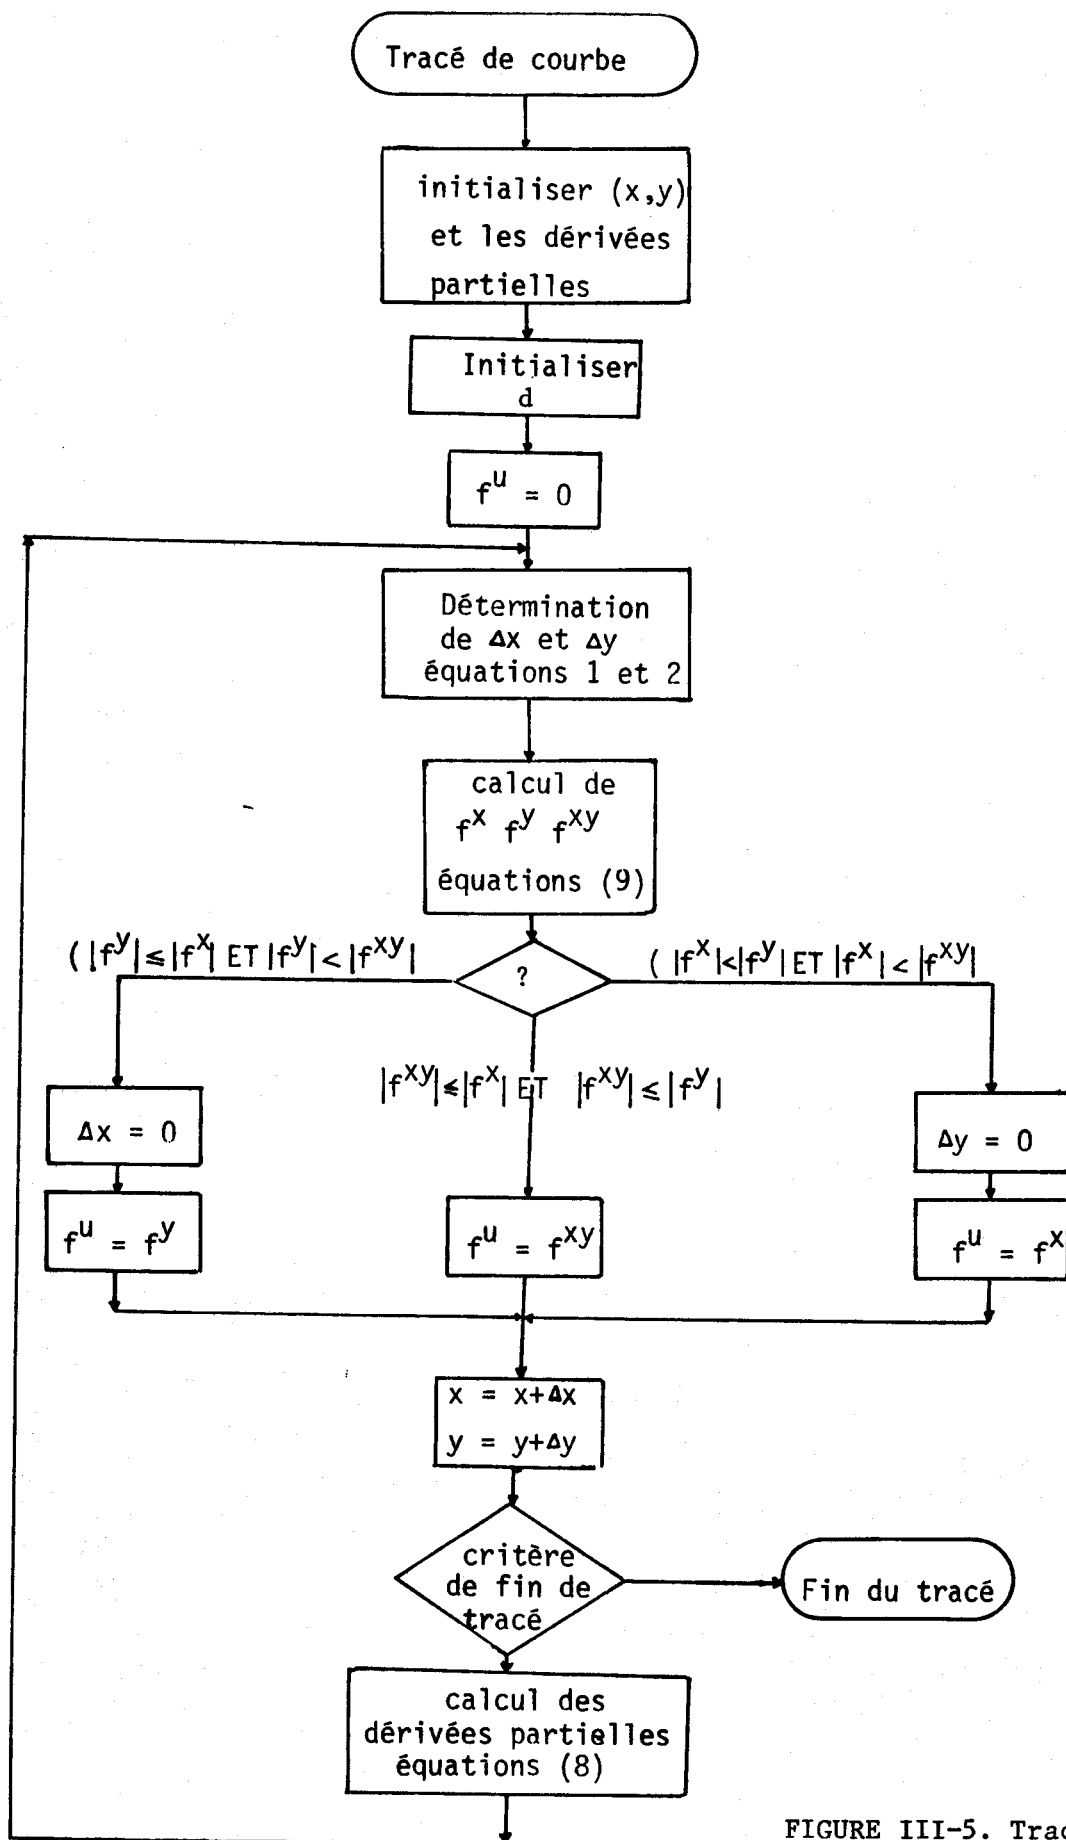 Tracé de courbe
initialiser (x,y)
et les dérivées
partielles
Initialiser
d
f^u = 0
Détermination
de Δx et Δy
équations 1 et 2
calcul de
f^x f^y f^xy
équations (9)
( |f^y| ≤ |f^x| ET |f^y| < |f^xy|
?
( |f^x| < |f^y| ET |f^x| < |f^xy|
|f^xy| ≤ |f^x| ET |f^xy| ≤ |f^y|
Δx = 0
Δy = 0
f^u = f^y
f^u = f^xy
f^u = f^x
x = x+Δx
y = y+Δy
critère
de fin de
tracé
Fin du tracé
calcul des
dérivées partielles
équations (8)
FIGURE III-5. Trac